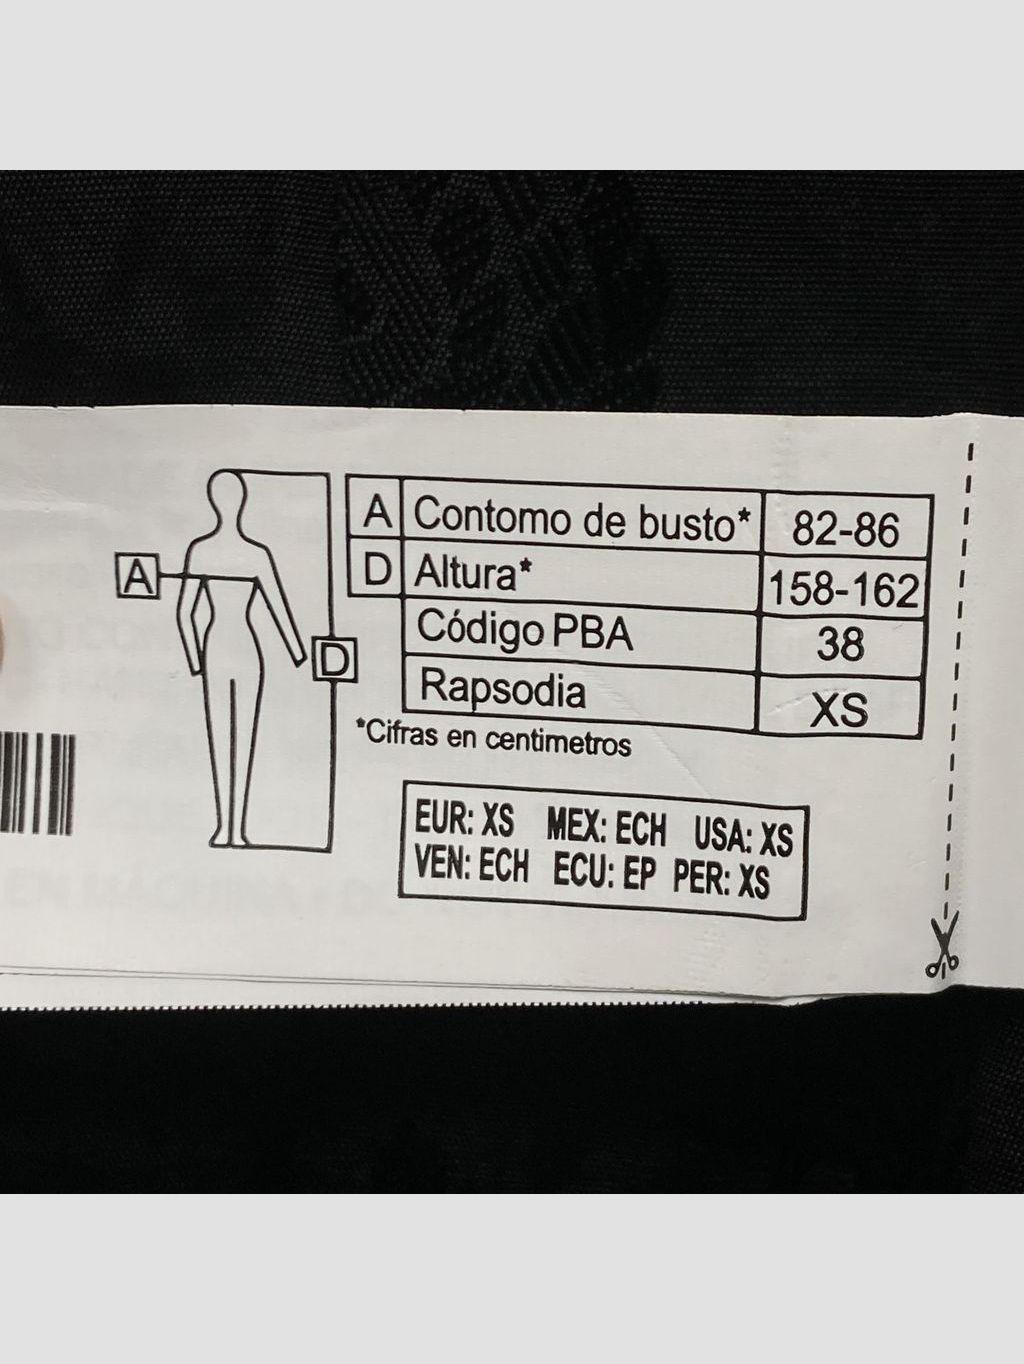 A Contorno de busto* 82-86
D Altura* 158-162
Código PBA 38
Rapsodia XS
*Cifras en centimetros
A
D
EUR: XS MEX: ECH USA: XS
VEN: ECH ECU: EP PER: XS